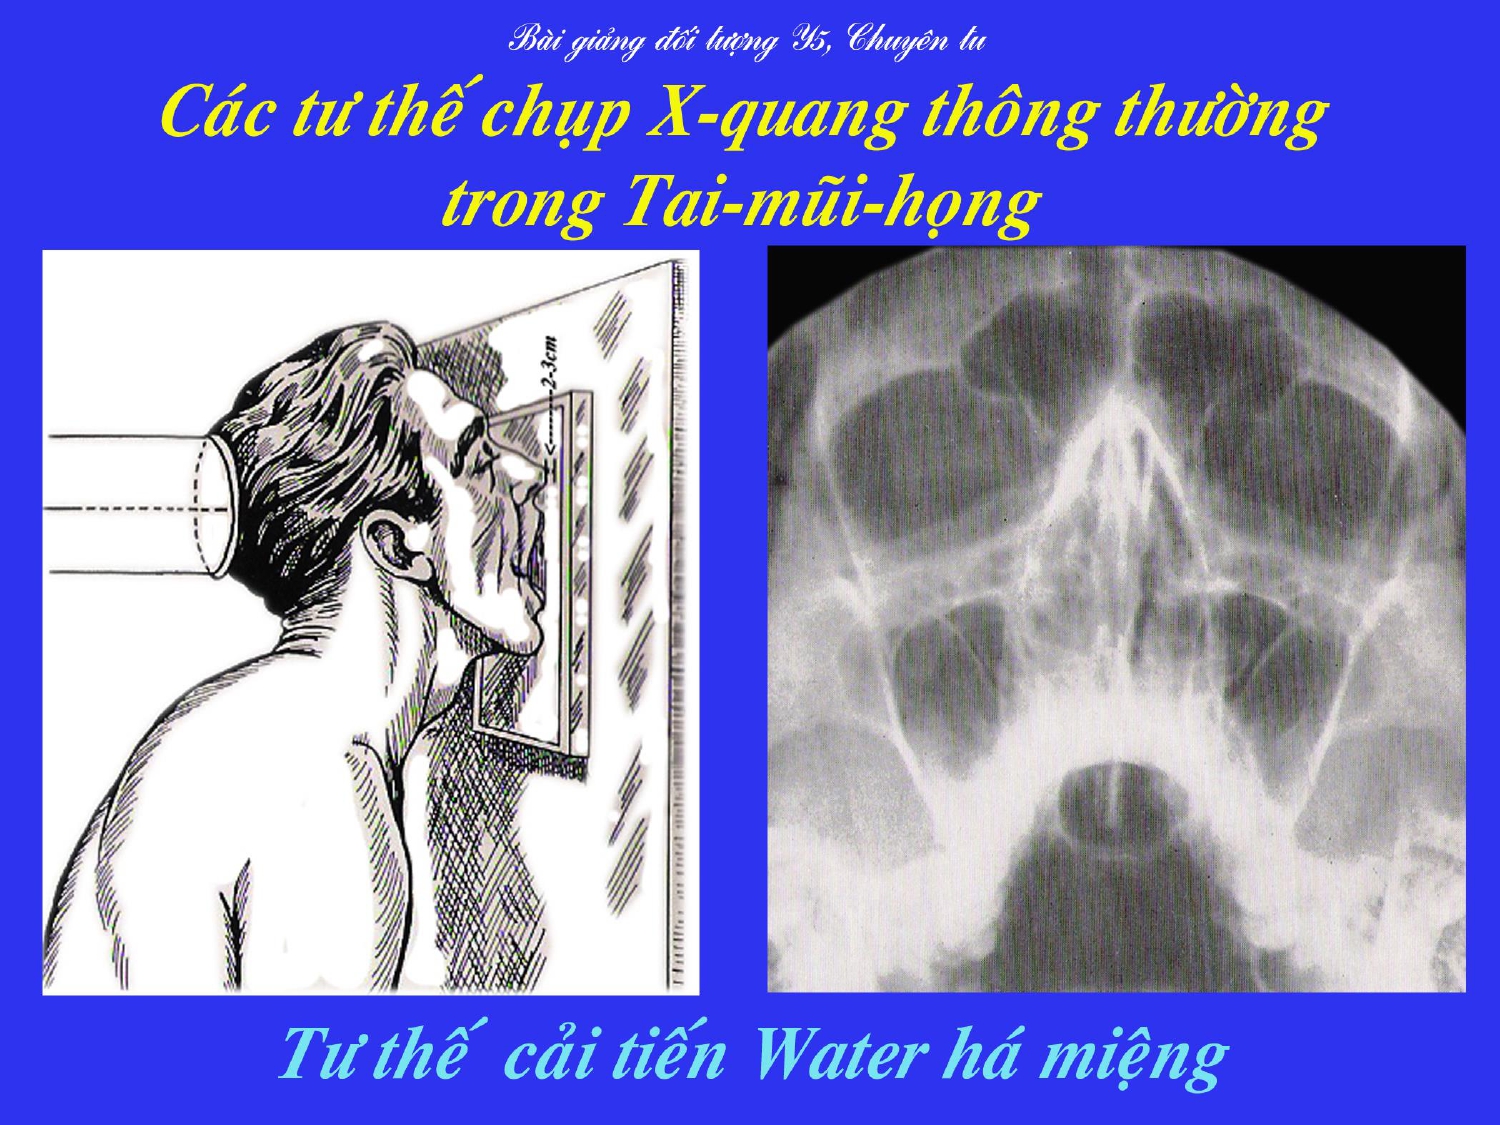 Bài giảng đối tượng Y5, Chuyên tu
Các tư thế chụp X-quang thông thường
trong Tai-mũi-họng
<---------2-3cm
Tư thế cải tiến Water há miệng